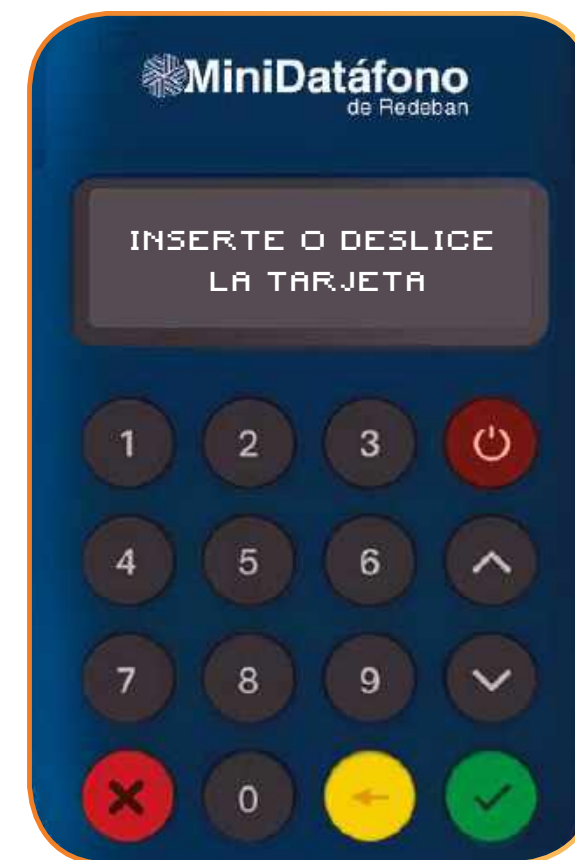 MiniDatáfono
de Redeban
INSERTE O DESLICE
LA TARJETA
1 2 3
4 5 6
7 8 9
0